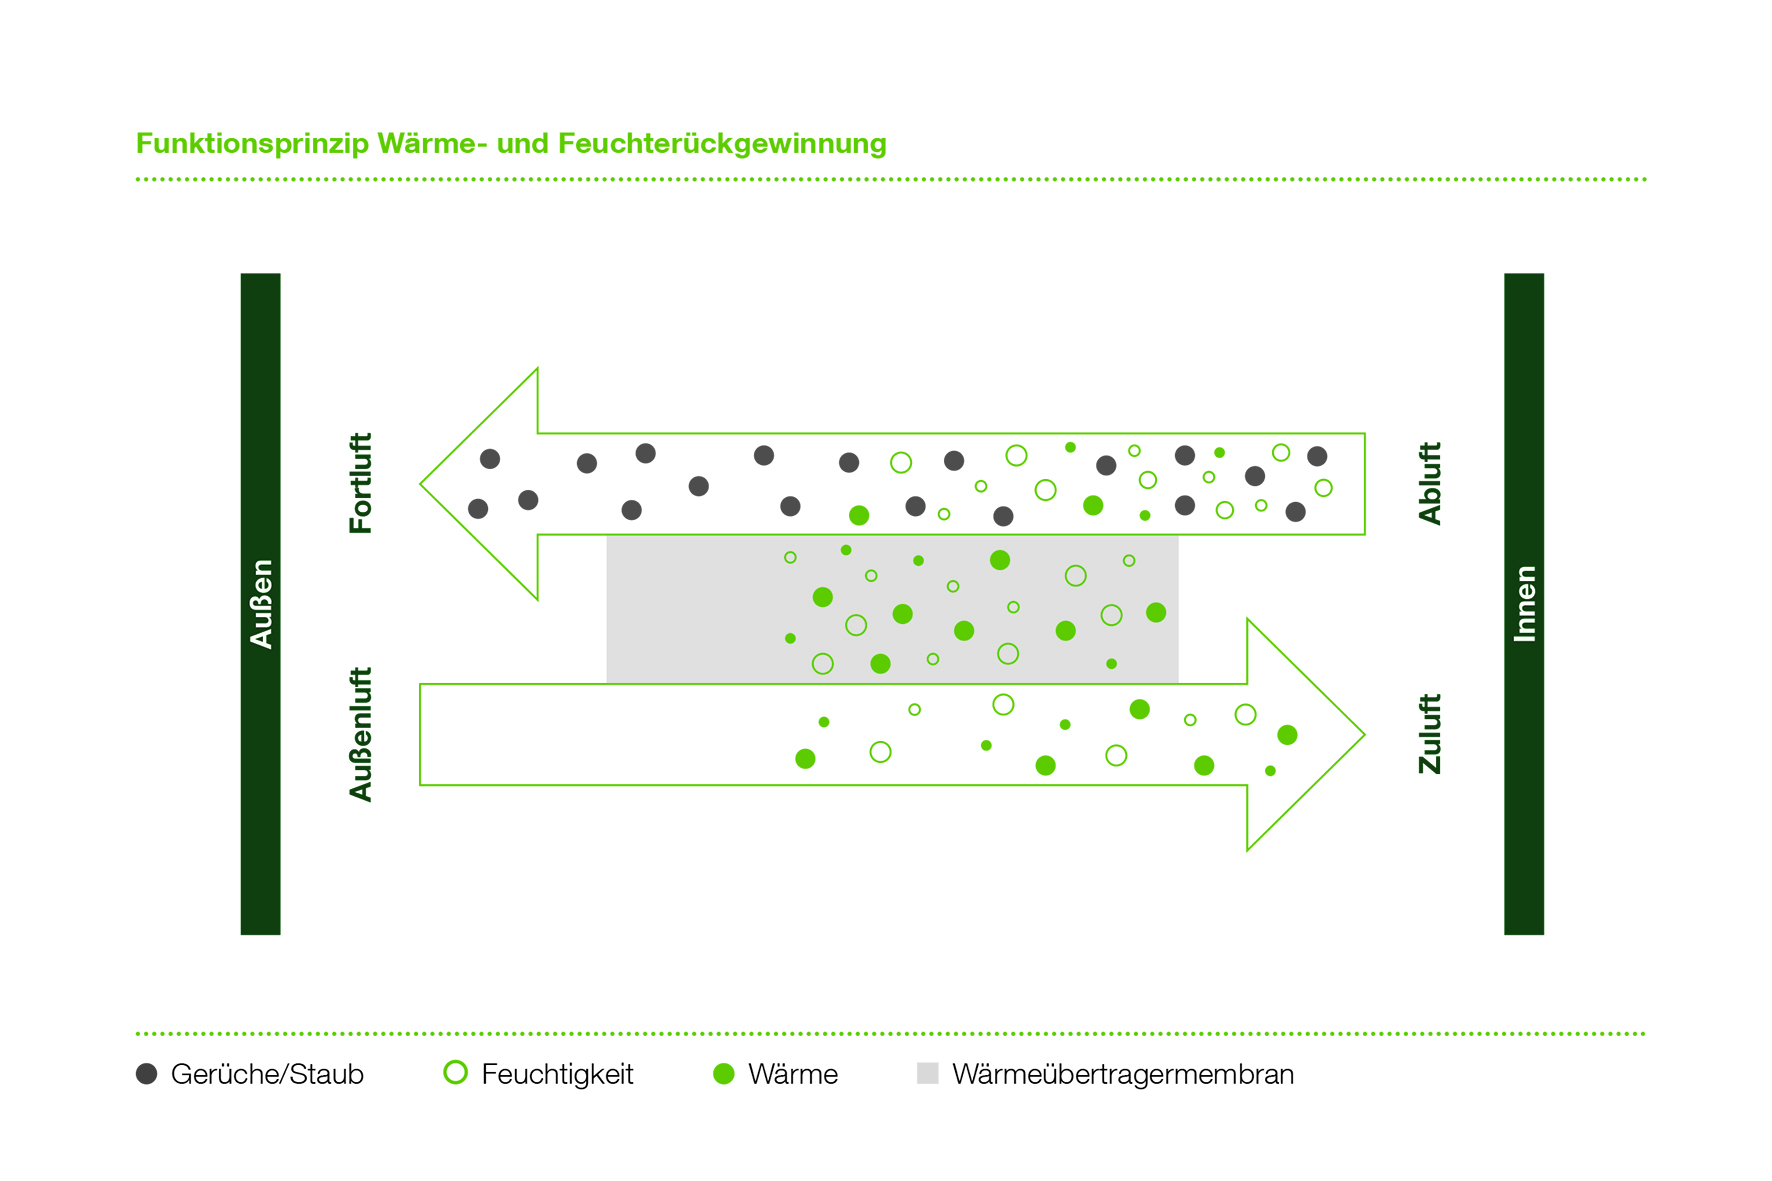 Funktionsprinzip Wärme- und Feuchterückgewinnung
Außen
Fortluft
Außenluft
Abluft
Zuluft
Innen
Gerüche/Staub
Feuchtigkeit
Wärme
Wärmeübertragermembran